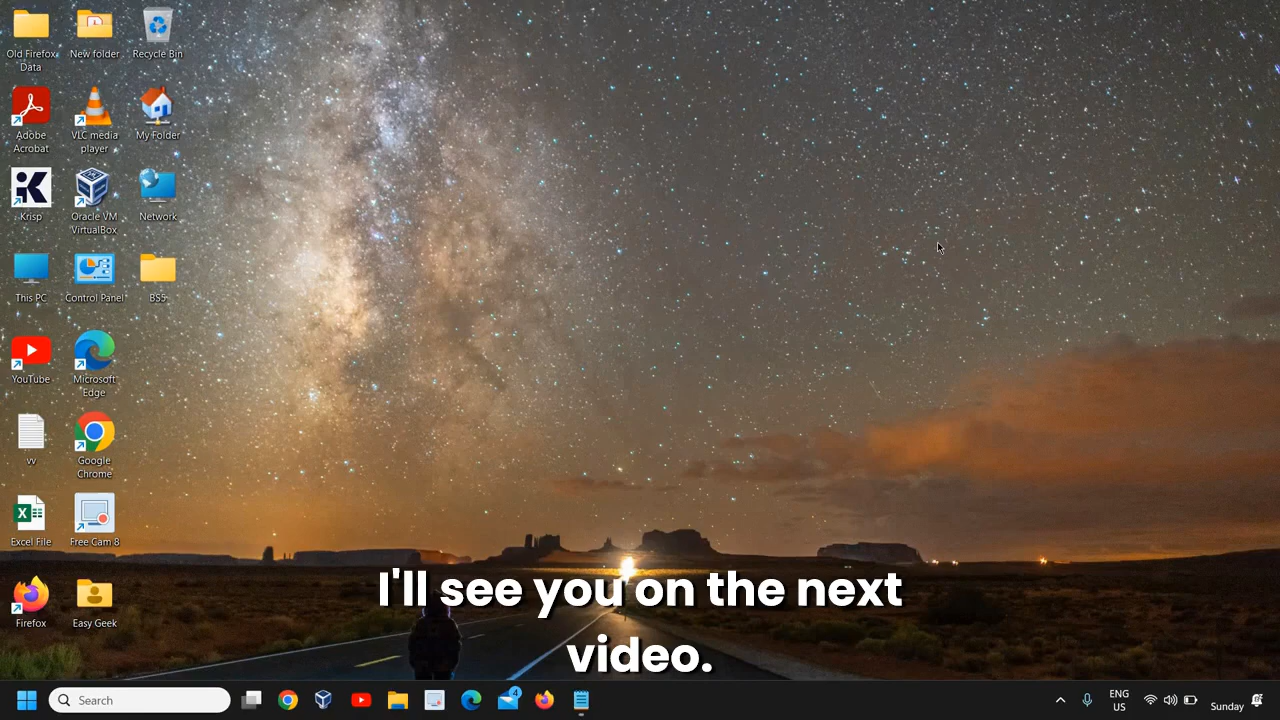 Old Firefox
Data
New folder
Recycle Bin
Adobe
Acrobat
VLC media
player
My Folder
Krisp
Oracle VM
VirtualBox
Network
This PC
Control Panel
BS5
YouTube
Microsoft
Edge
vv
Google
Chrome
Excel File
Free Cam 8
Firefox
Easy Geek
I'll see you on the next
video.
Search
4
ENG
US
Sunday